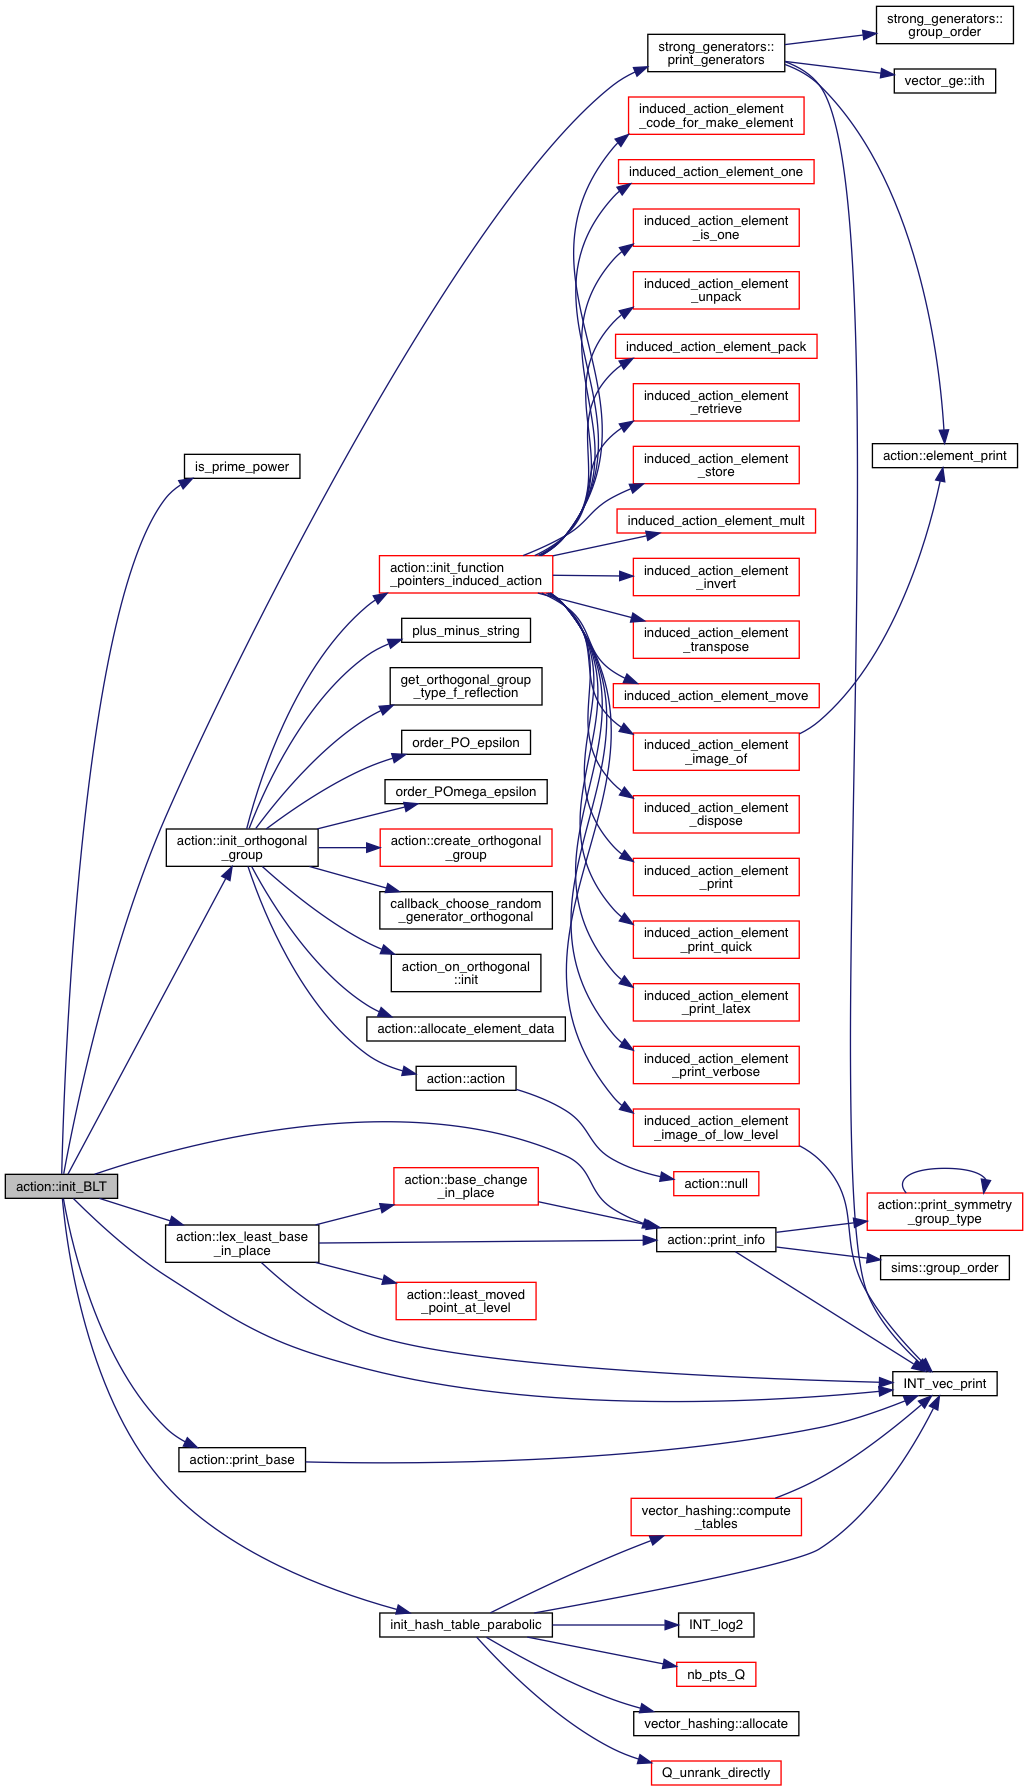 strong_generators::
group_order
strong_generators::
print_generators
vector_ge::ith
induced_action_element
_code_for_make_element
induced_action_element_one
induced_action_element
_is_one
induced_action_element
_unpack
induced_action_element_pack
induced_action_element
_retrieve
action::element_print
is_prime_power
induced_action_element
_store
induced_action_element_mult
action::init_function
_pointers_induced_action
induced_action_element
_invert
plus_minus_string
induced_action_element
_transpose
get_orthogonal_group
_type_f_reflection
induced_action_element_move
order_PO_epsilon
induced_action_element
_image_of
order_POmega_epsilon
induced_action_element
_dispose
action::init_orthogonal
_group
action::create_orthogonal
_group
induced_action_element
_print
callback_choose_random
_generator_orthogonal
induced_action_element
_print_quick
action_on_orthogonal
::init
induced_action_element
_print_latex
action::allocate_element_data
induced_action_element
_print_verbose
action::action
induced_action_element
_image_of_low_level
action::init_BLT
action::base_change
_in_place
action::null
action::print_symmetry
_group_type
action::lex_least_base
_in_place
action::print_info
sims::group_order
action::least_moved
_point_at_level
INT_vec_print
action::print_base
vector_hashing::compute
_tables
init_hash_table_parabolic
INT_log2
nb_pts_Q
vector_hashing::allocate
Q_unrank_directly